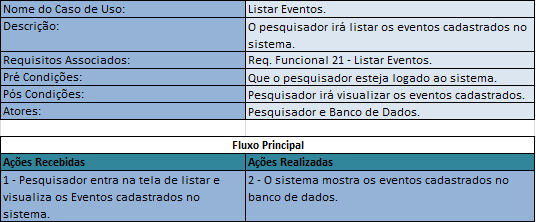 Nome do Caso de Uso: Listar Eventos.
Descrição: O pesquisador irá listar os eventos cadastrados no
sistema.
Requisitos Associados: Req. Funcional 21 - Listar Eventos.
Pré Condições: Que o pesquisador esteja logado ao sistema.
Pós Condições: Pesquisador irá visualizar os eventos cadastrados.
Atores: Pesquisador e Banco de Dados.
Fluxo Principal
Ações Recebidas Ações Realizadas
1 - Pesquisador entra na tela de listar e
visualiza os Eventos cadastrados no
sistema.
2 - O sistema mostra os eventos cadastrados no
banco de dados.